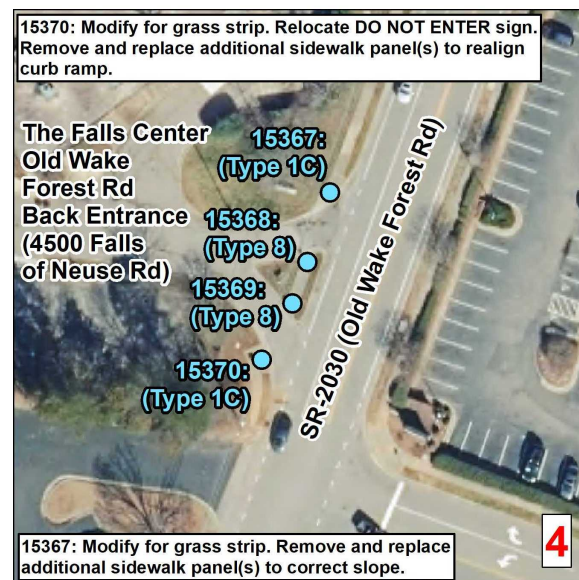 15370: Modify for grass strip. Relocate DO NOT ENTER sign.
Remove and replace additional sidewalk panel(s) to realign
curb ramp.
The Falls Center
Old Wake
Forest Rd
Back Entrance
(4500 Falls
of Neuse Rd)
15367:
(Type 1C)
15368:
(Type 8)
15369:
(Type 8)
15370:
(Type 1C)
SR-2030 (Old Wake Forest Rd)
15367: Modify for grass strip. Remove and replace
additional sidewalk panel(s) to correct slope.
4